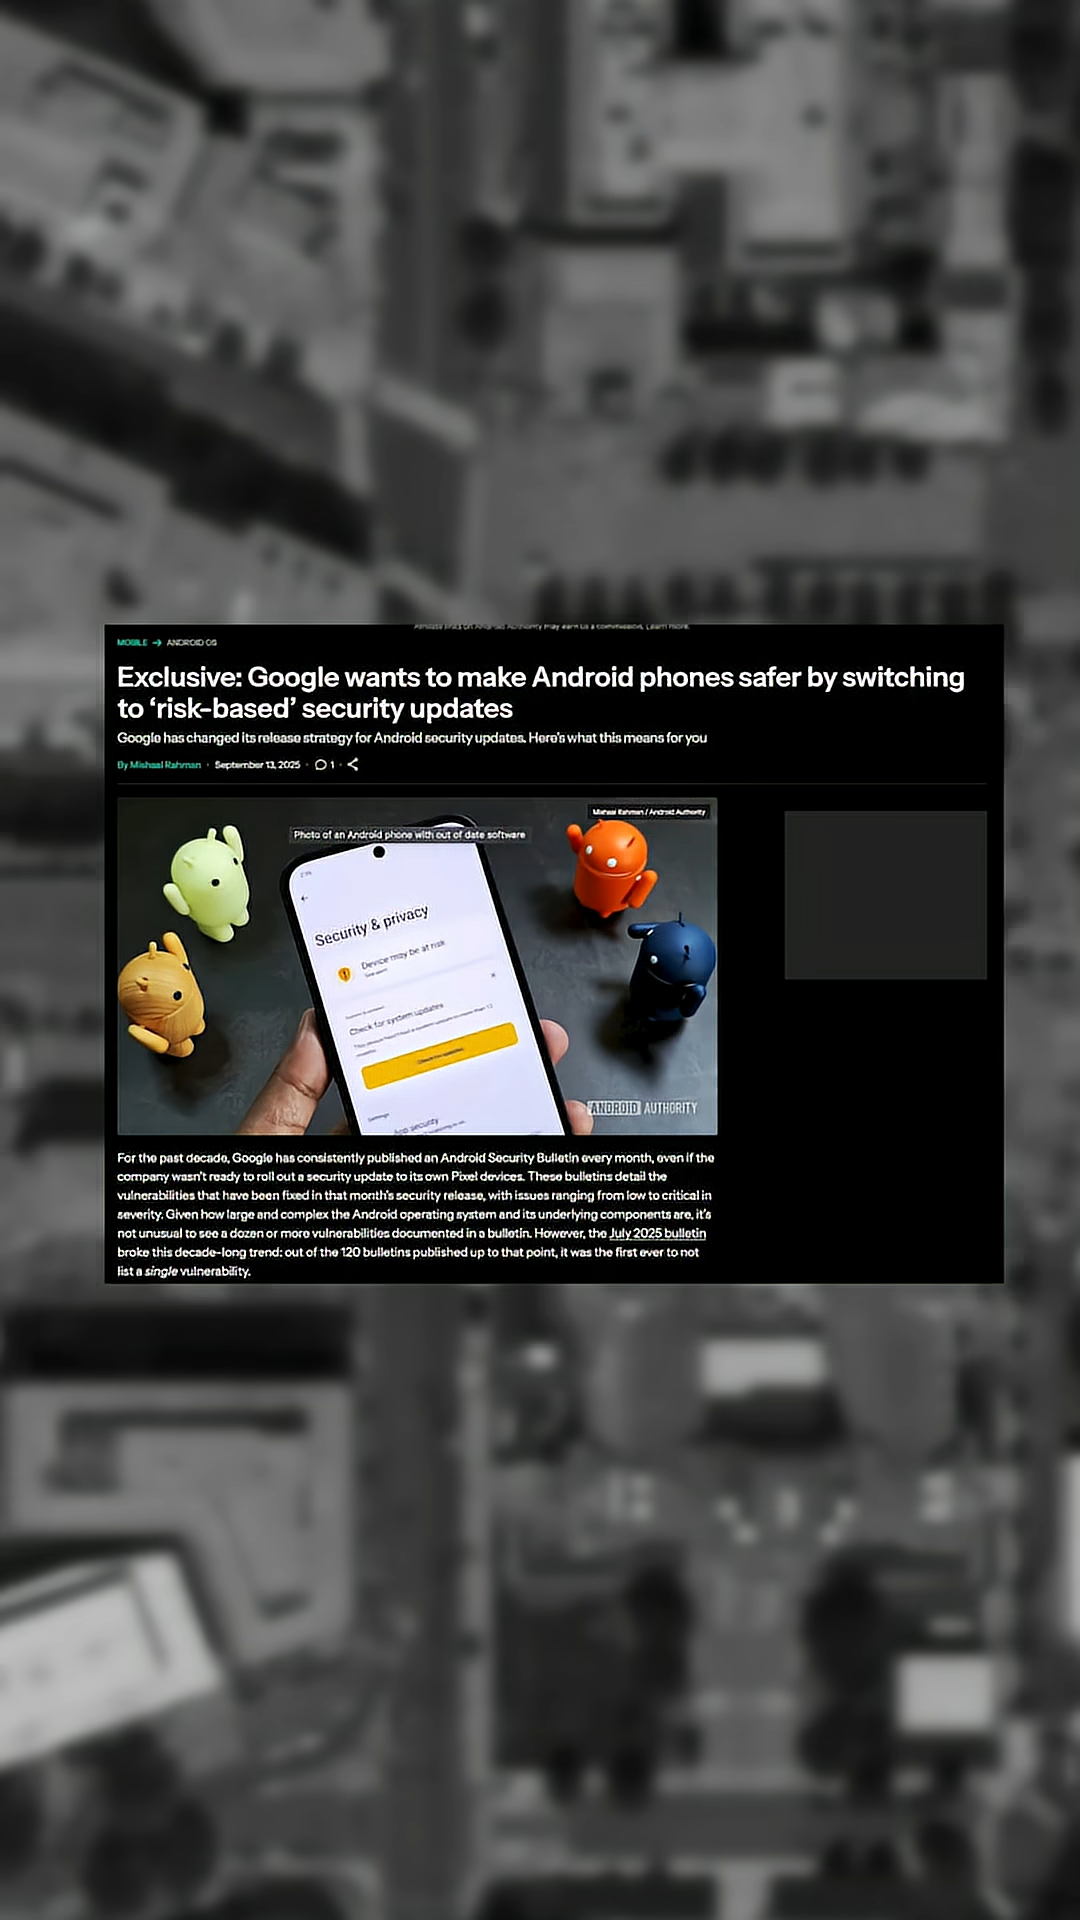 MOBILE → ANDROID OS
Exclusive: Google wants to make Android phones safer by switching
to ‘risk-based’ security updates
Google has changed its release strategy for Android security updates. Here's what this means for you
By Mishaal Rahman · September 13, 2025 · 1
Mishaal Rahman / Android Authority
Photo of an Android phone with out of date software
Security & privacy
Device may be at risk
Check for system updates
Check for updates
Settings
App security
ANDROID AUTHORITY
For the past decade, Google has consistently published an Android Security Bulletin every month, even if the
company wasn't ready to roll out a security update to its own Pixel devices. These bulletins detail the
vulnerabilities that have been fixed in that month's security release, with issues ranging from low to critical in
severity. Given how large and complex the Android operating system and its underlying components are, it's
not unusual to see a dozen or more vulnerabilities documented in a bulletin. However, the July 2025 bulletin
broke this decade-long trend: out of the 120 bulletins published up to that point, it was the first ever to not
list a single vulnerability.